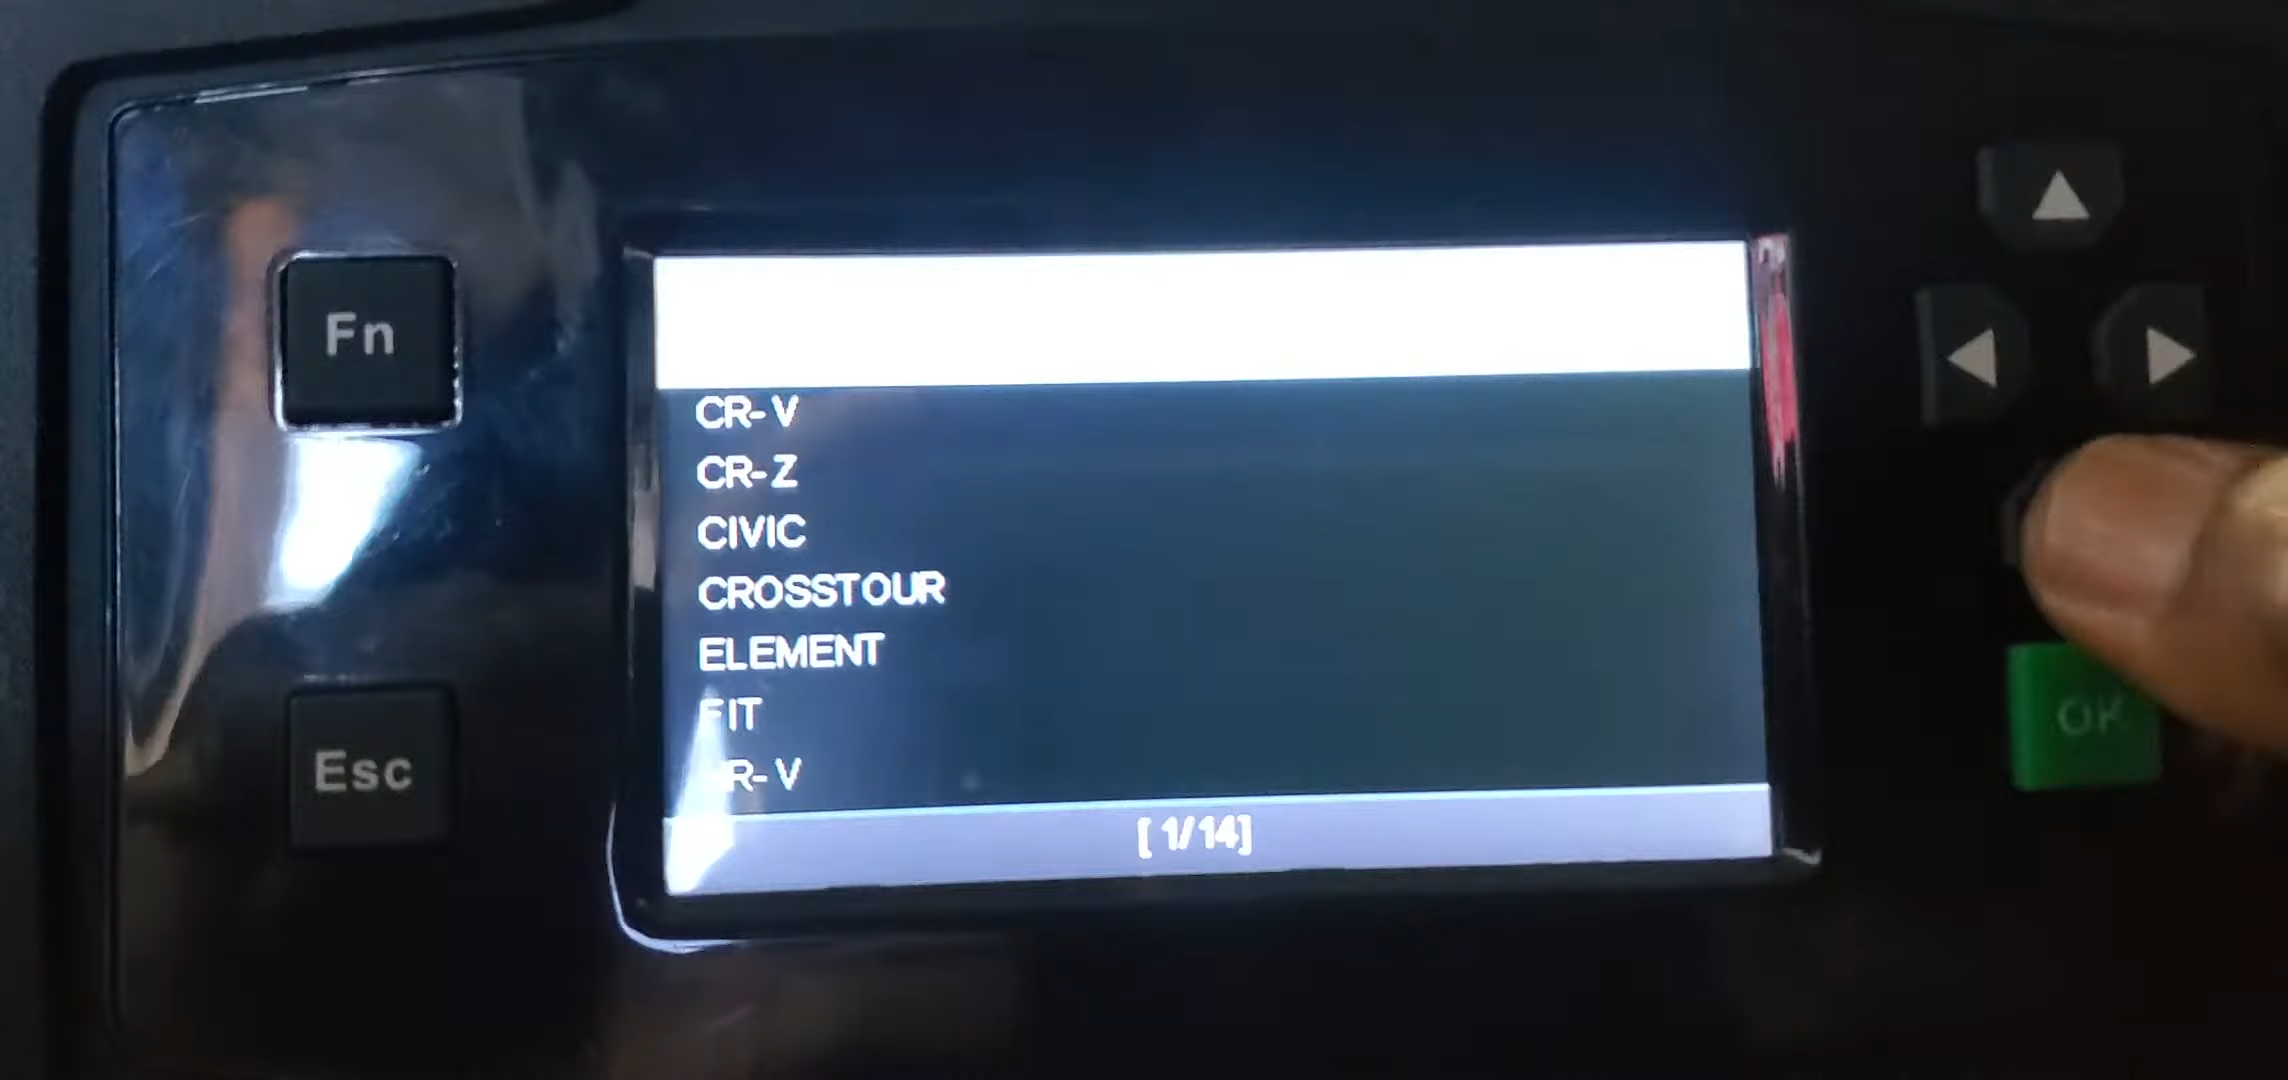 Fn
CR-V
CR-Z
CIVIC
CROSSTOUR
ELEMENT
FIT
R-V
Esc
OK
[ 1/14]